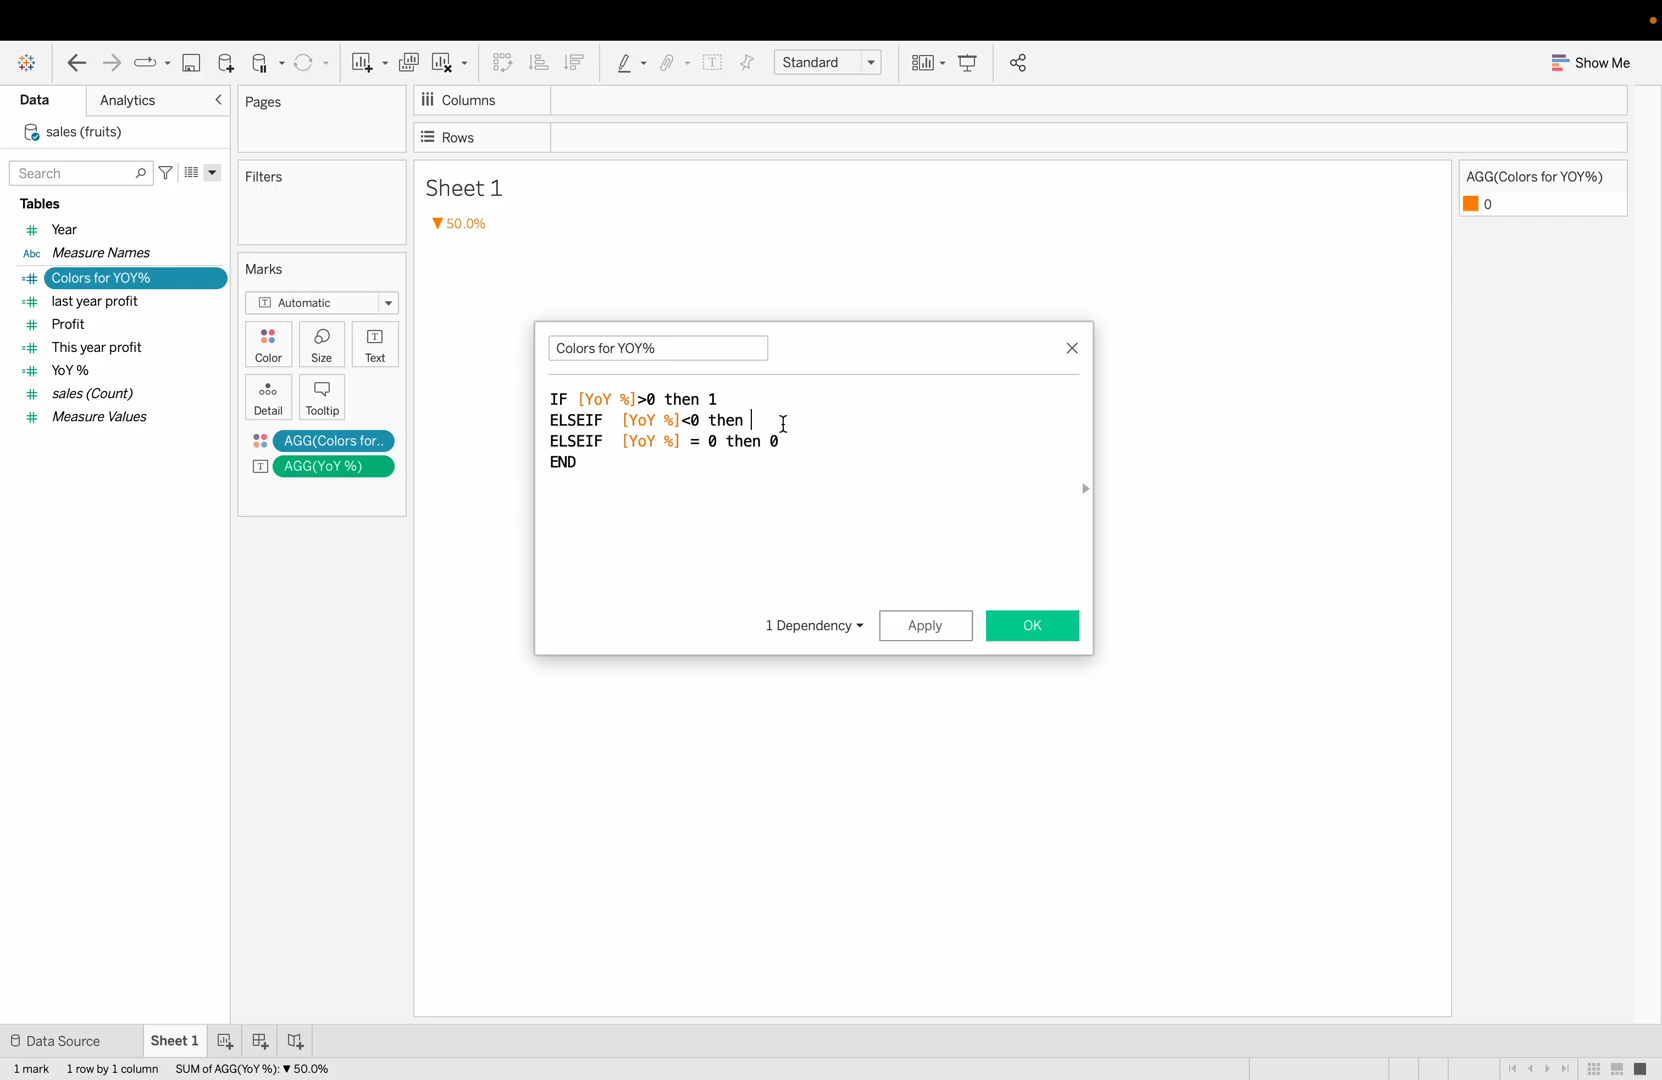 Standard
Show Me
Data
Analytics
sales (fruits)
Search
Tables
Year
Abc Measure Names
Colors for YOY%
last year profit
Profit
This year profit
YoY %
sales (Count)
Measure Values
Pages
Filters
Marks
Automatic
Color
Size
Text
Detail
Tooltip
AGG(Colors for..
AGG(YoY %)
Columns
Rows
Sheet 1
▼50.0%
AGG(Colors for YOY%)
0
Colors for YOY%
IF [YoY %]>0 then 1
ELSEIF [YoY %]<0 then
ELSEIF [YoY %] = 0 then 0
END
1 Dependency
Apply
OK
Data Source
Sheet 1
1 mark
1 row by 1 column
SUM of AGG(YoY %): ▼50.0%